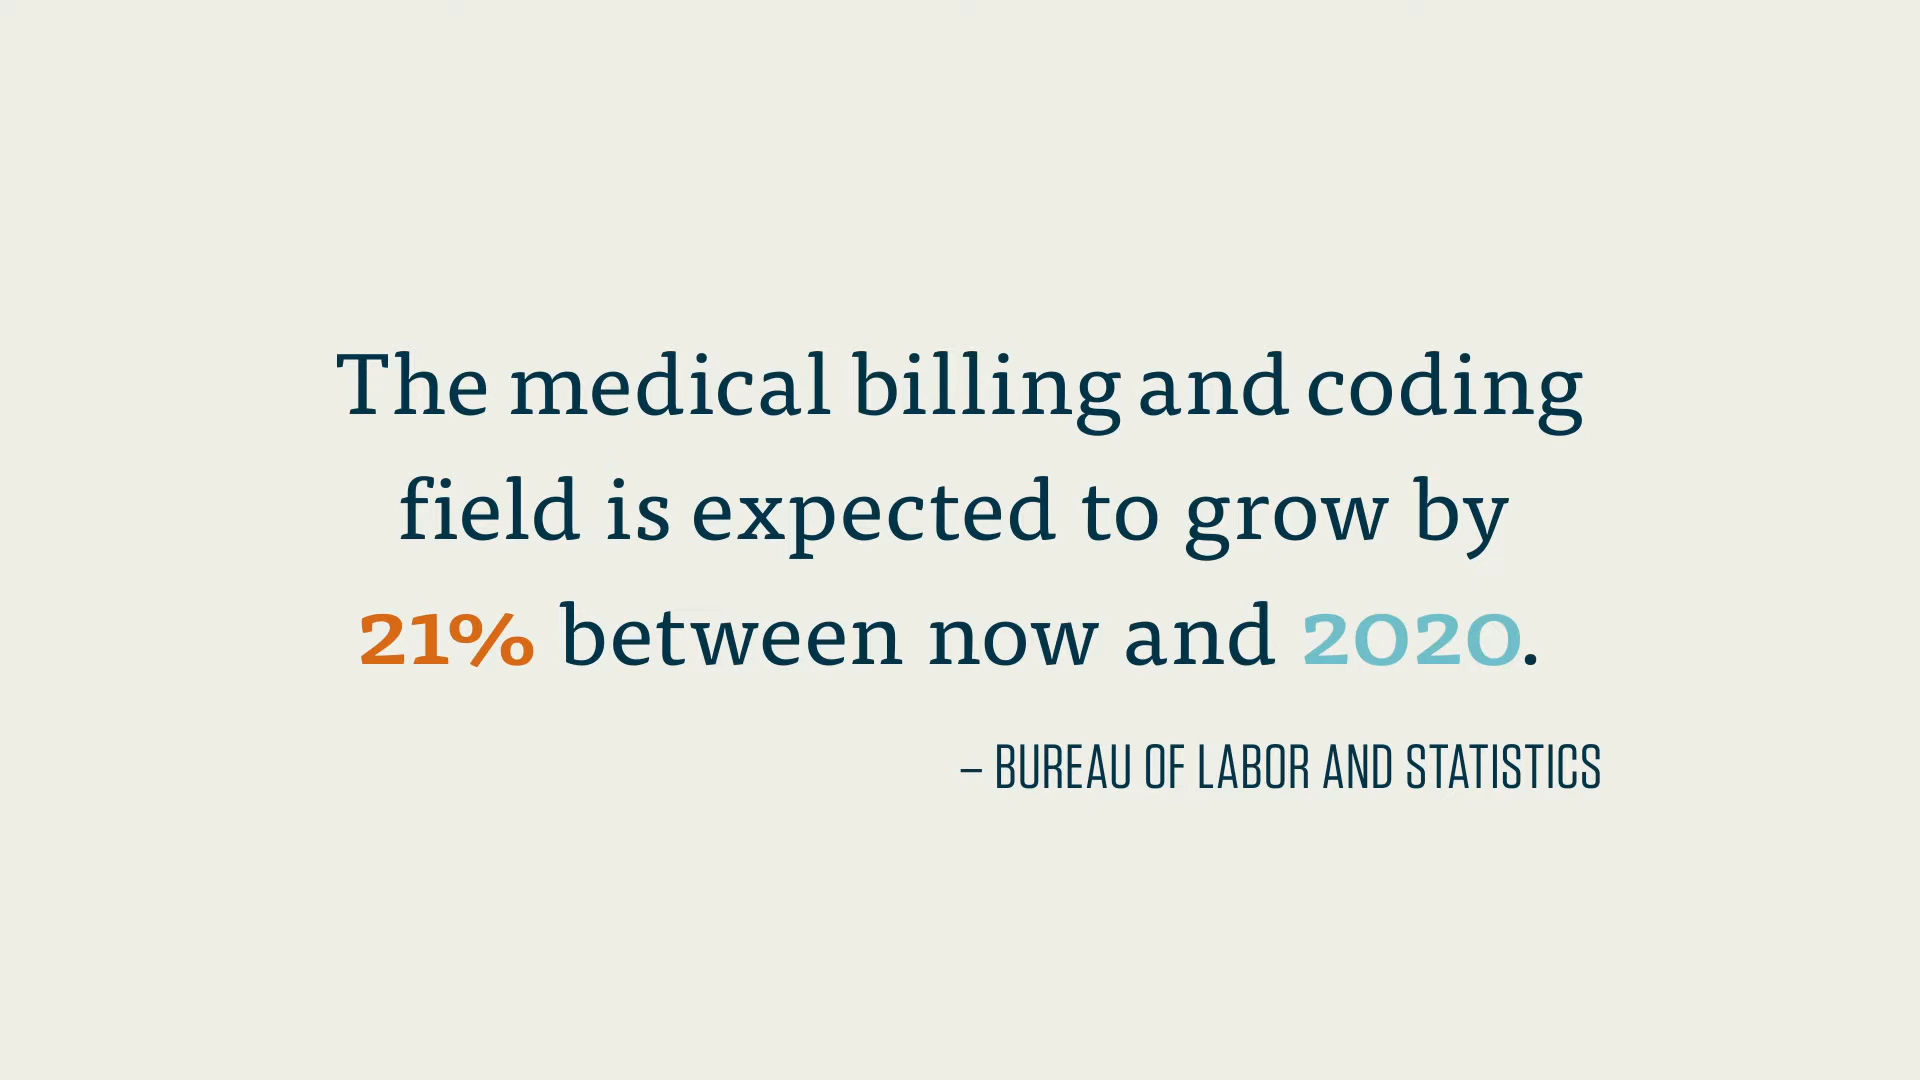 The medical billing and coding
field is expected to grow by
21% between now and 2020.
– BUREAU OF LABOR AND STATISTICS